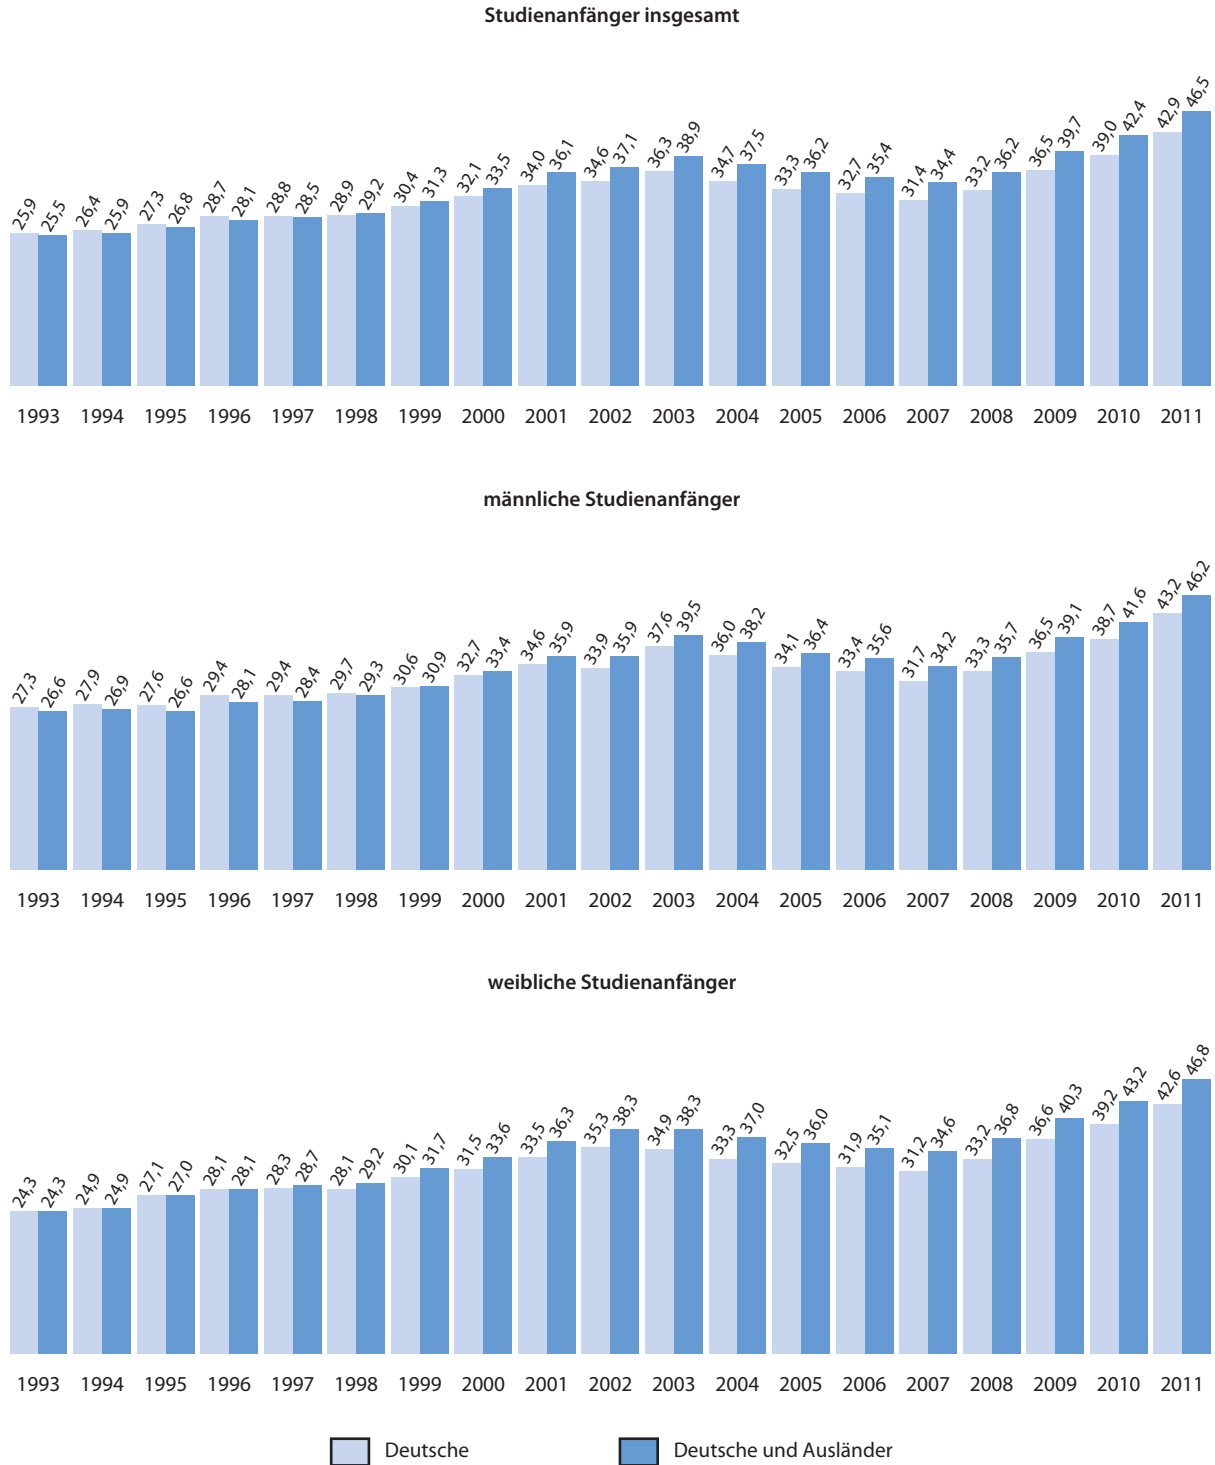 Studienanfänger insgesamt
25,9 25,5 26,4 25,9 27,3 26,8 28,7 28,1 28,8 28,5 28,9 29,2 30,4 31,3 32,1 33,5 34,0 36,1 34,6 37,1 36,3 38,9 34,7 37,5 33,3 36,2 32,7 35,4 31,4 34,4 33,2 36,2 36,5 39,7 39,0 42,4 42,9 46,5
1993 1994 1995 1996 1997 1998 1999 2000 2001 2002 2003 2004 2005 2006 2007 2008 2009 2010 2011
männliche Studienanfänger
27,3 26,6 27,9 26,9 27,6 26,6 29,4 28,1 29,4 28,4 29,7 29,3 30,6 30,9 32,7 33,4 34,6 35,9 33,9 35,9 37,6 39,5 36,0 38,2 34,1 36,4 33,4 35,6 31,7 34,2 33,3 35,7 36,5 39,1 38,7 41,6 43,2 46,2
1993 1994 1995 1996 1997 1998 1999 2000 2001 2002 2003 2004 2005 2006 2007 2008 2009 2010 2011
weibliche Studienanfänger
24,3 24,3 24,9 24,9 27,1 27,0 28,1 28,1 28,3 28,7 28,1 29,2 30,1 31,7 31,5 33,6 33,5 36,3 35,3 38,3 34,9 38,3 33,3 37,0 32,5 36,0 31,9 35,1 31,2 34,6 33,2 36,8 36,6 40,3 39,2 43,2 42,6 46,8
1993 1994 1995 1996 1997 1998 1999 2000 2001 2002 2003 2004 2005 2006 2007 2008 2009 2010 2011
Deutsche Deutsche und Ausländer